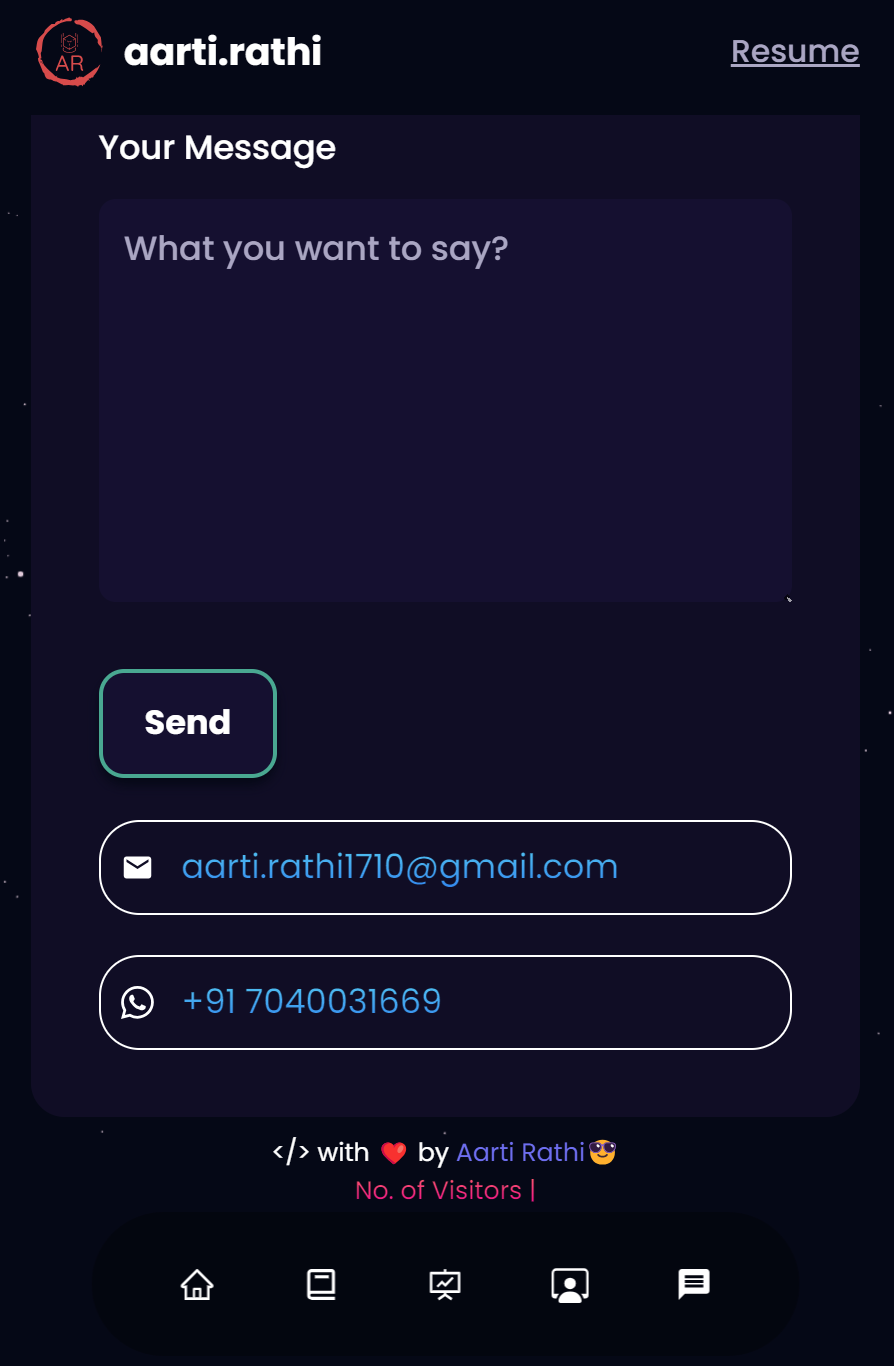 AR
aarti.rathi
Resume
Your Message
What you want to say?
Send
aarti.rathi1710@gmail.com
+91 7040031669
</> with ❤️ by Aarti Rathi😎
No. of Visitors |